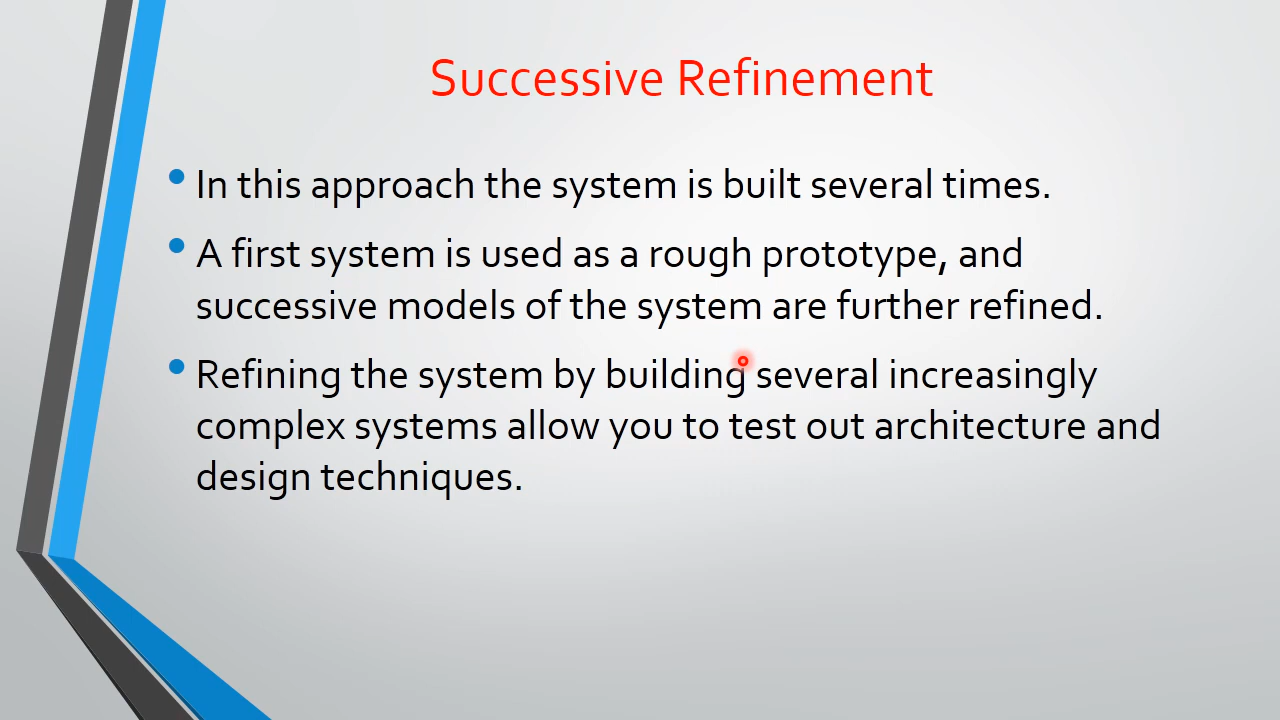 Successive Refinement
In this approach the system is built several times.
A first system is used as a rough prototype, and
successive models of the system are further refined.
Refining the system by building several increasingly
complex systems allow you to test out architecture and
design techniques.